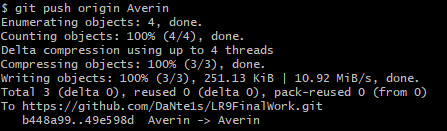 $ git push origin Averin
Enumerating objects: 4, done.
Counting objects: 100% (4/4), done.
Delta compression using up to 4 threads
Compressing objects: 100% (3/3), done.
Writing objects: 100% (3/3), 251.13 KiB | 10.92 MiB/s, done.
Total 3 (delta 0), reused 0 (delta 0), pack-reused 0 (from 0)
To https://github.com/DaNte1s/LR9FinalWork.git
   b448a99..49e598d  Averin -> Averin